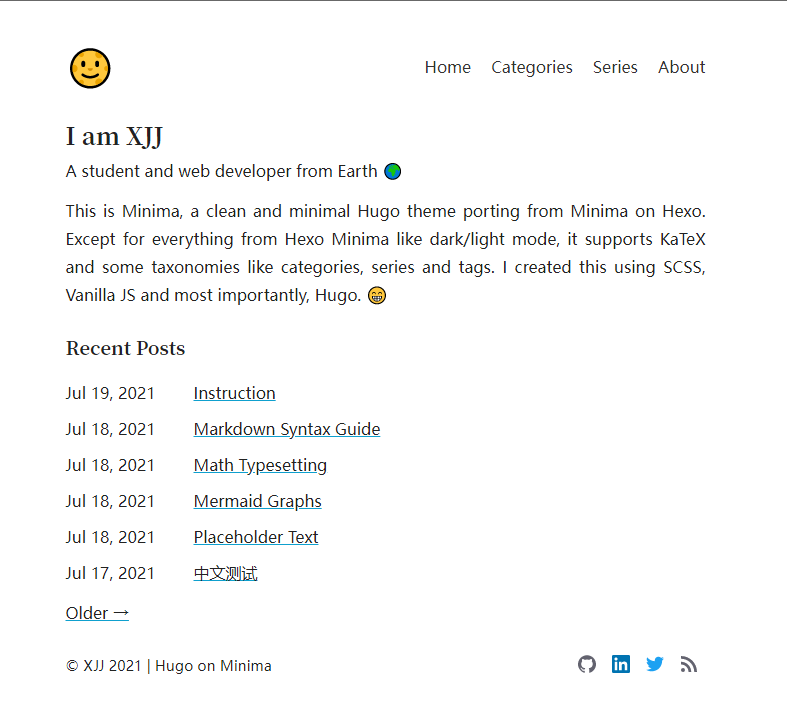 Home Categories Series About
I am XJJ
A student and web developer from Earth 🌍
This is Minima, a clean and minimal Hugo theme porting from Minima on Hexo.
Except for everything from Hexo Minima like dark/light mode, it supports KaTeX
and some taxonomies like categories, series and tags. I created this using SCSS,
Vanilla JS and most importantly, Hugo. 😁
Recent Posts
Jul 19, 2021 Instruction
Jul 18, 2021 Markdown Syntax Guide
Jul 18, 2021 Math Typesetting
Jul 18, 2021 Mermaid Graphs
Jul 18, 2021 Placeholder Text
Jul 17, 2021 中文测试
Older →
© XJJ 2021 | Hugo on Minima
in